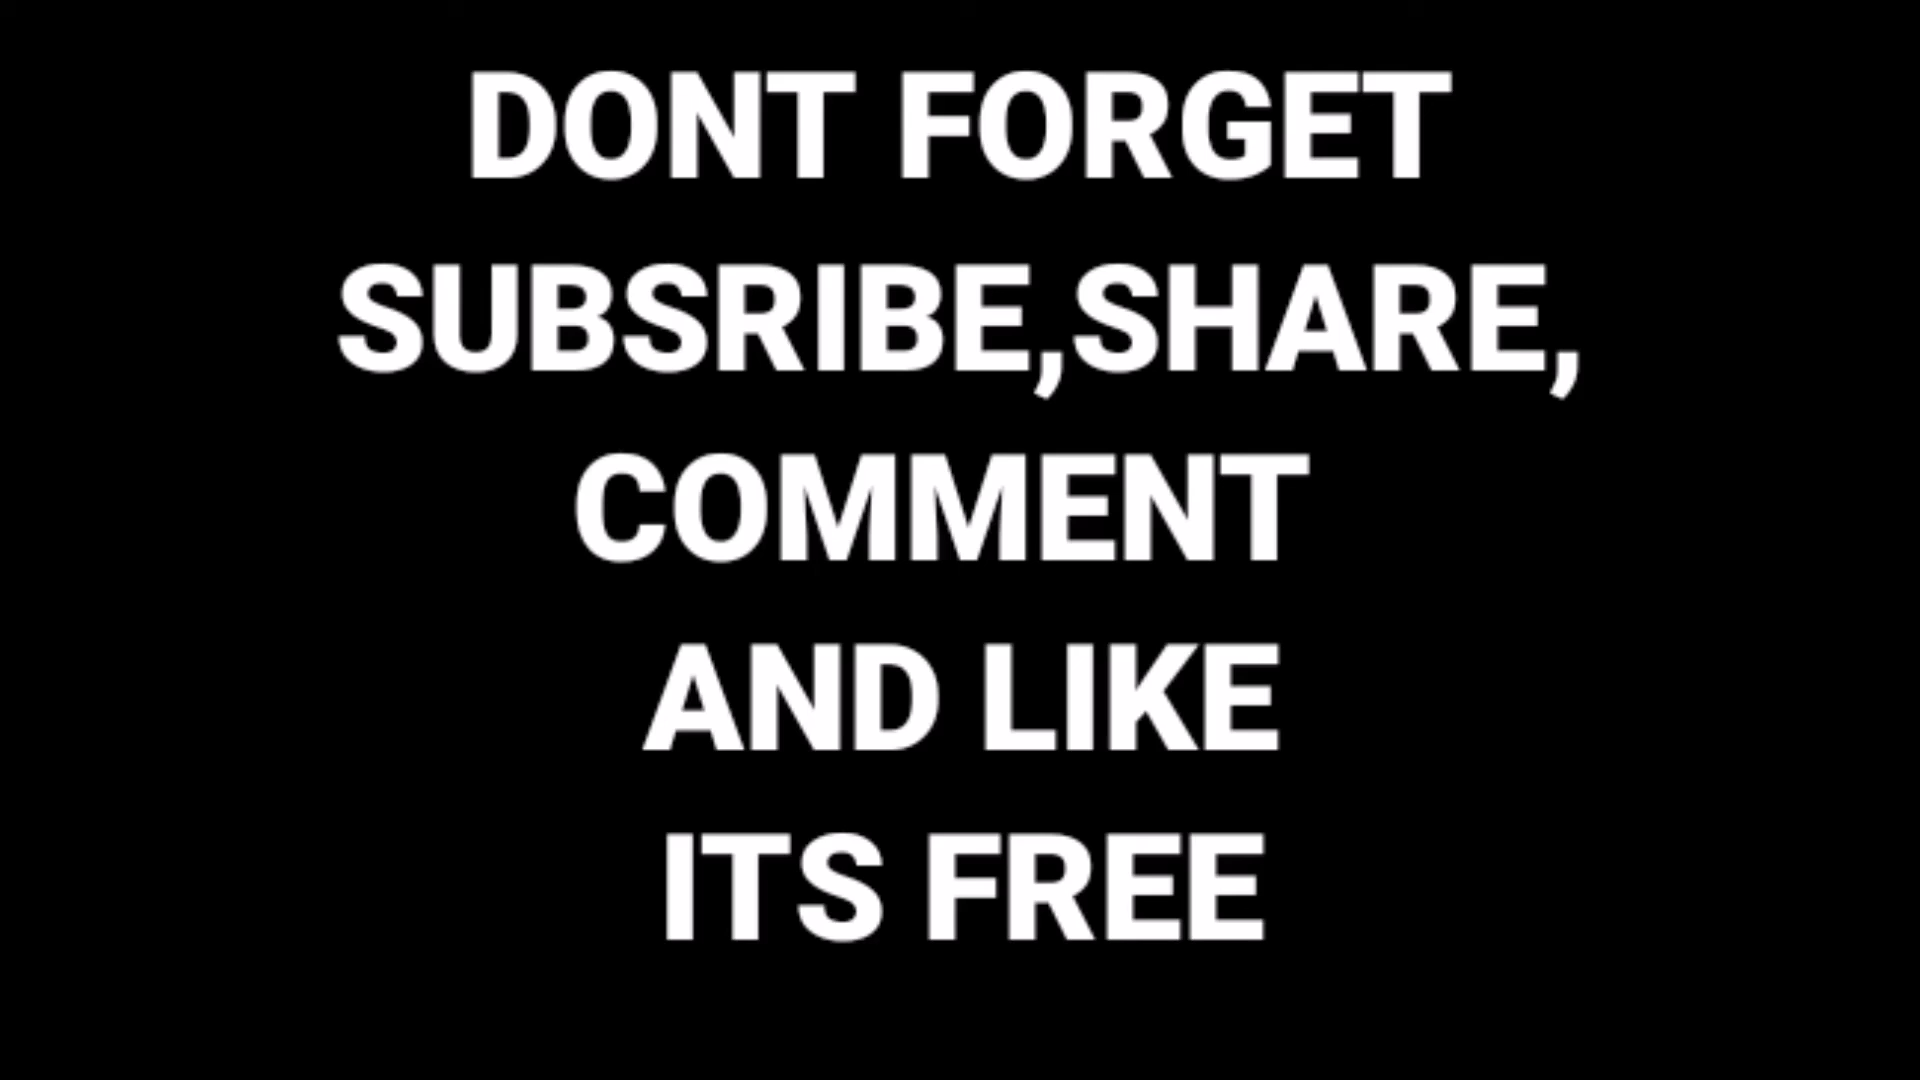 DONT FORGET
SUBSRIBE,SHARE,
COMMENT
AND LIKE
ITS FREE